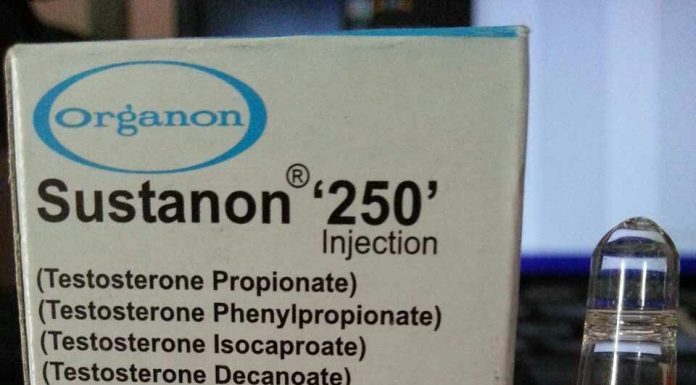 Organon
Sustanon® ‘250’
Injection
(Testosterone Propionate)
(Testosterone Phenylpropionate)
(Testosterone Isocaproate)
(Testosterone Decanoate)